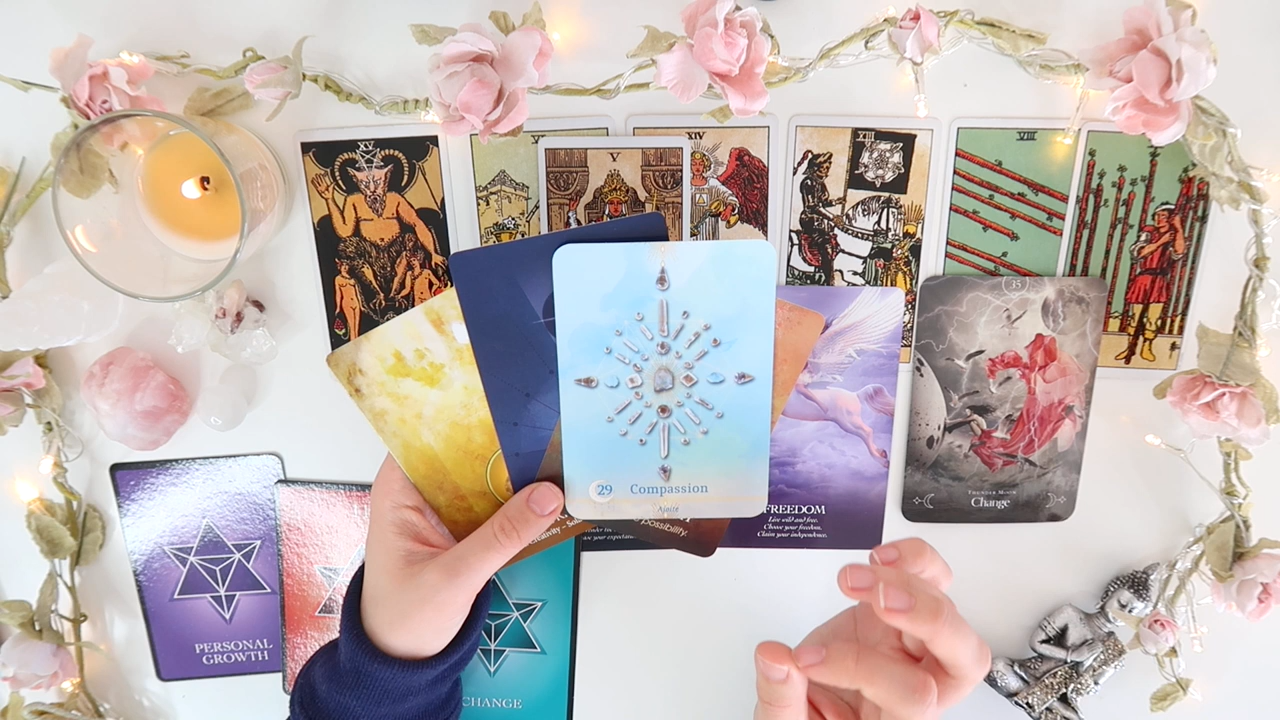 XV
V
XIV
XIII
VIII
29
Compassion
Ajoite
possibility.
FREEDOM
Live wild and free.
Choose your freedom.
Claim your independence.
35
THUNDER MOON
Change
PERSONAL
GROWTH
CHANGE